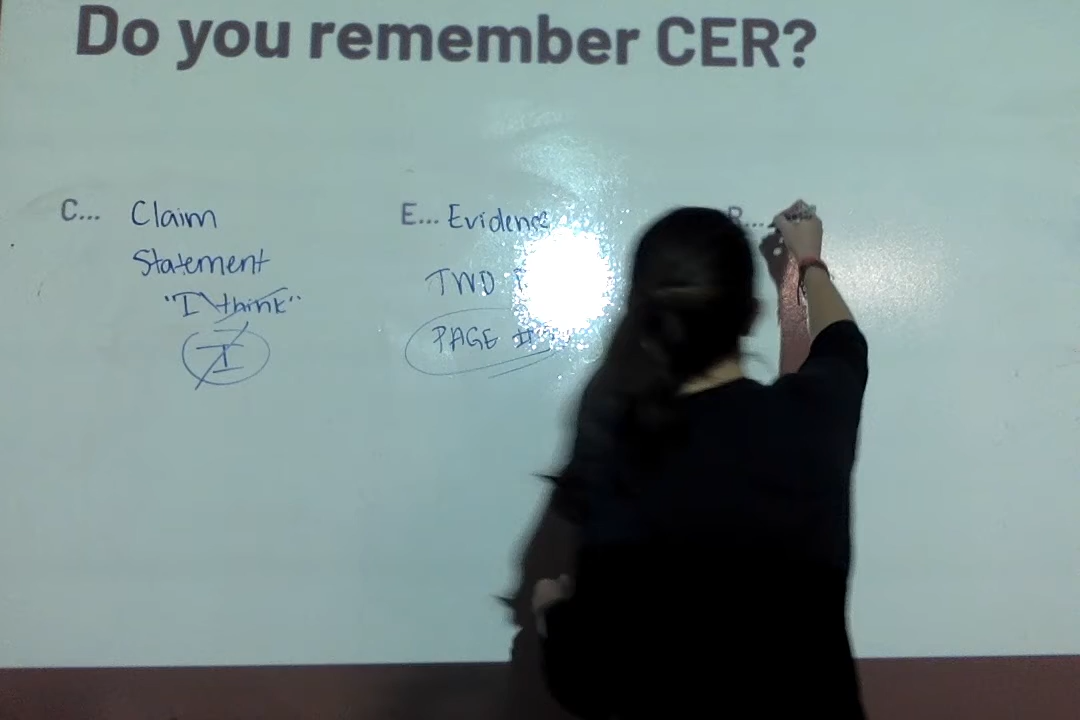 Do you remember CER?
C... Claim
Statement
"I think"
I
E... Evidence
TWO
PAGE #'s
R...